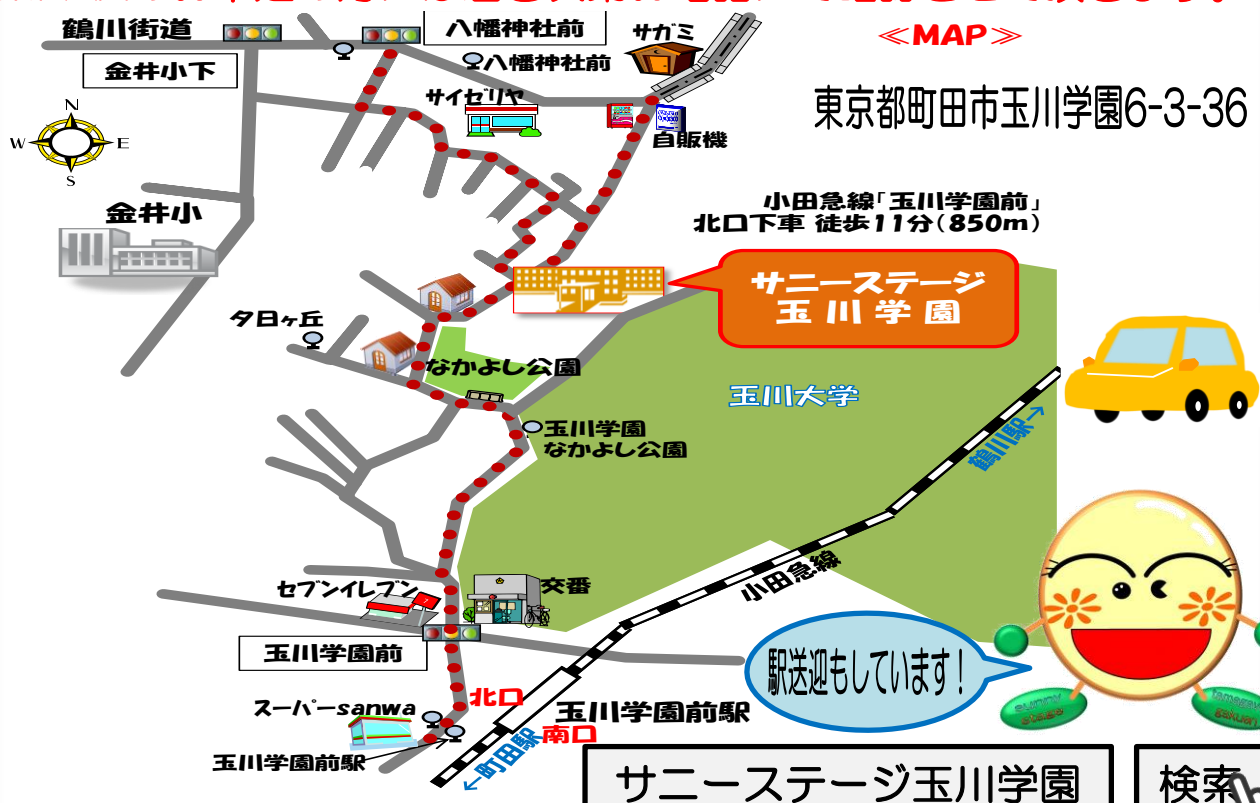 鶴川街道
八幡神社前
サガミ
≪MAP≫
金井小下
八幡神社前
サイゼリヤ
東京都町田市玉川学園6-3-36
自販機
N
W
E
S
金井小
小田急線「玉川学園前」
北口下車 徒歩11分(850m)
サニーステージ
玉川学園
夕日ヶ丘
なかよし公園
玉川大学
玉川学園
なかよし公園
鶴川駅→
小田急線
セブンイレブン
交番
玉川学園前
駅送迎もしています!
北口
スーパーsanwa
玉川学園前駅
南口
玉川学園前駅
←町田駅
sunny
stage
gakuen
サニーステージ玉川学園
検索